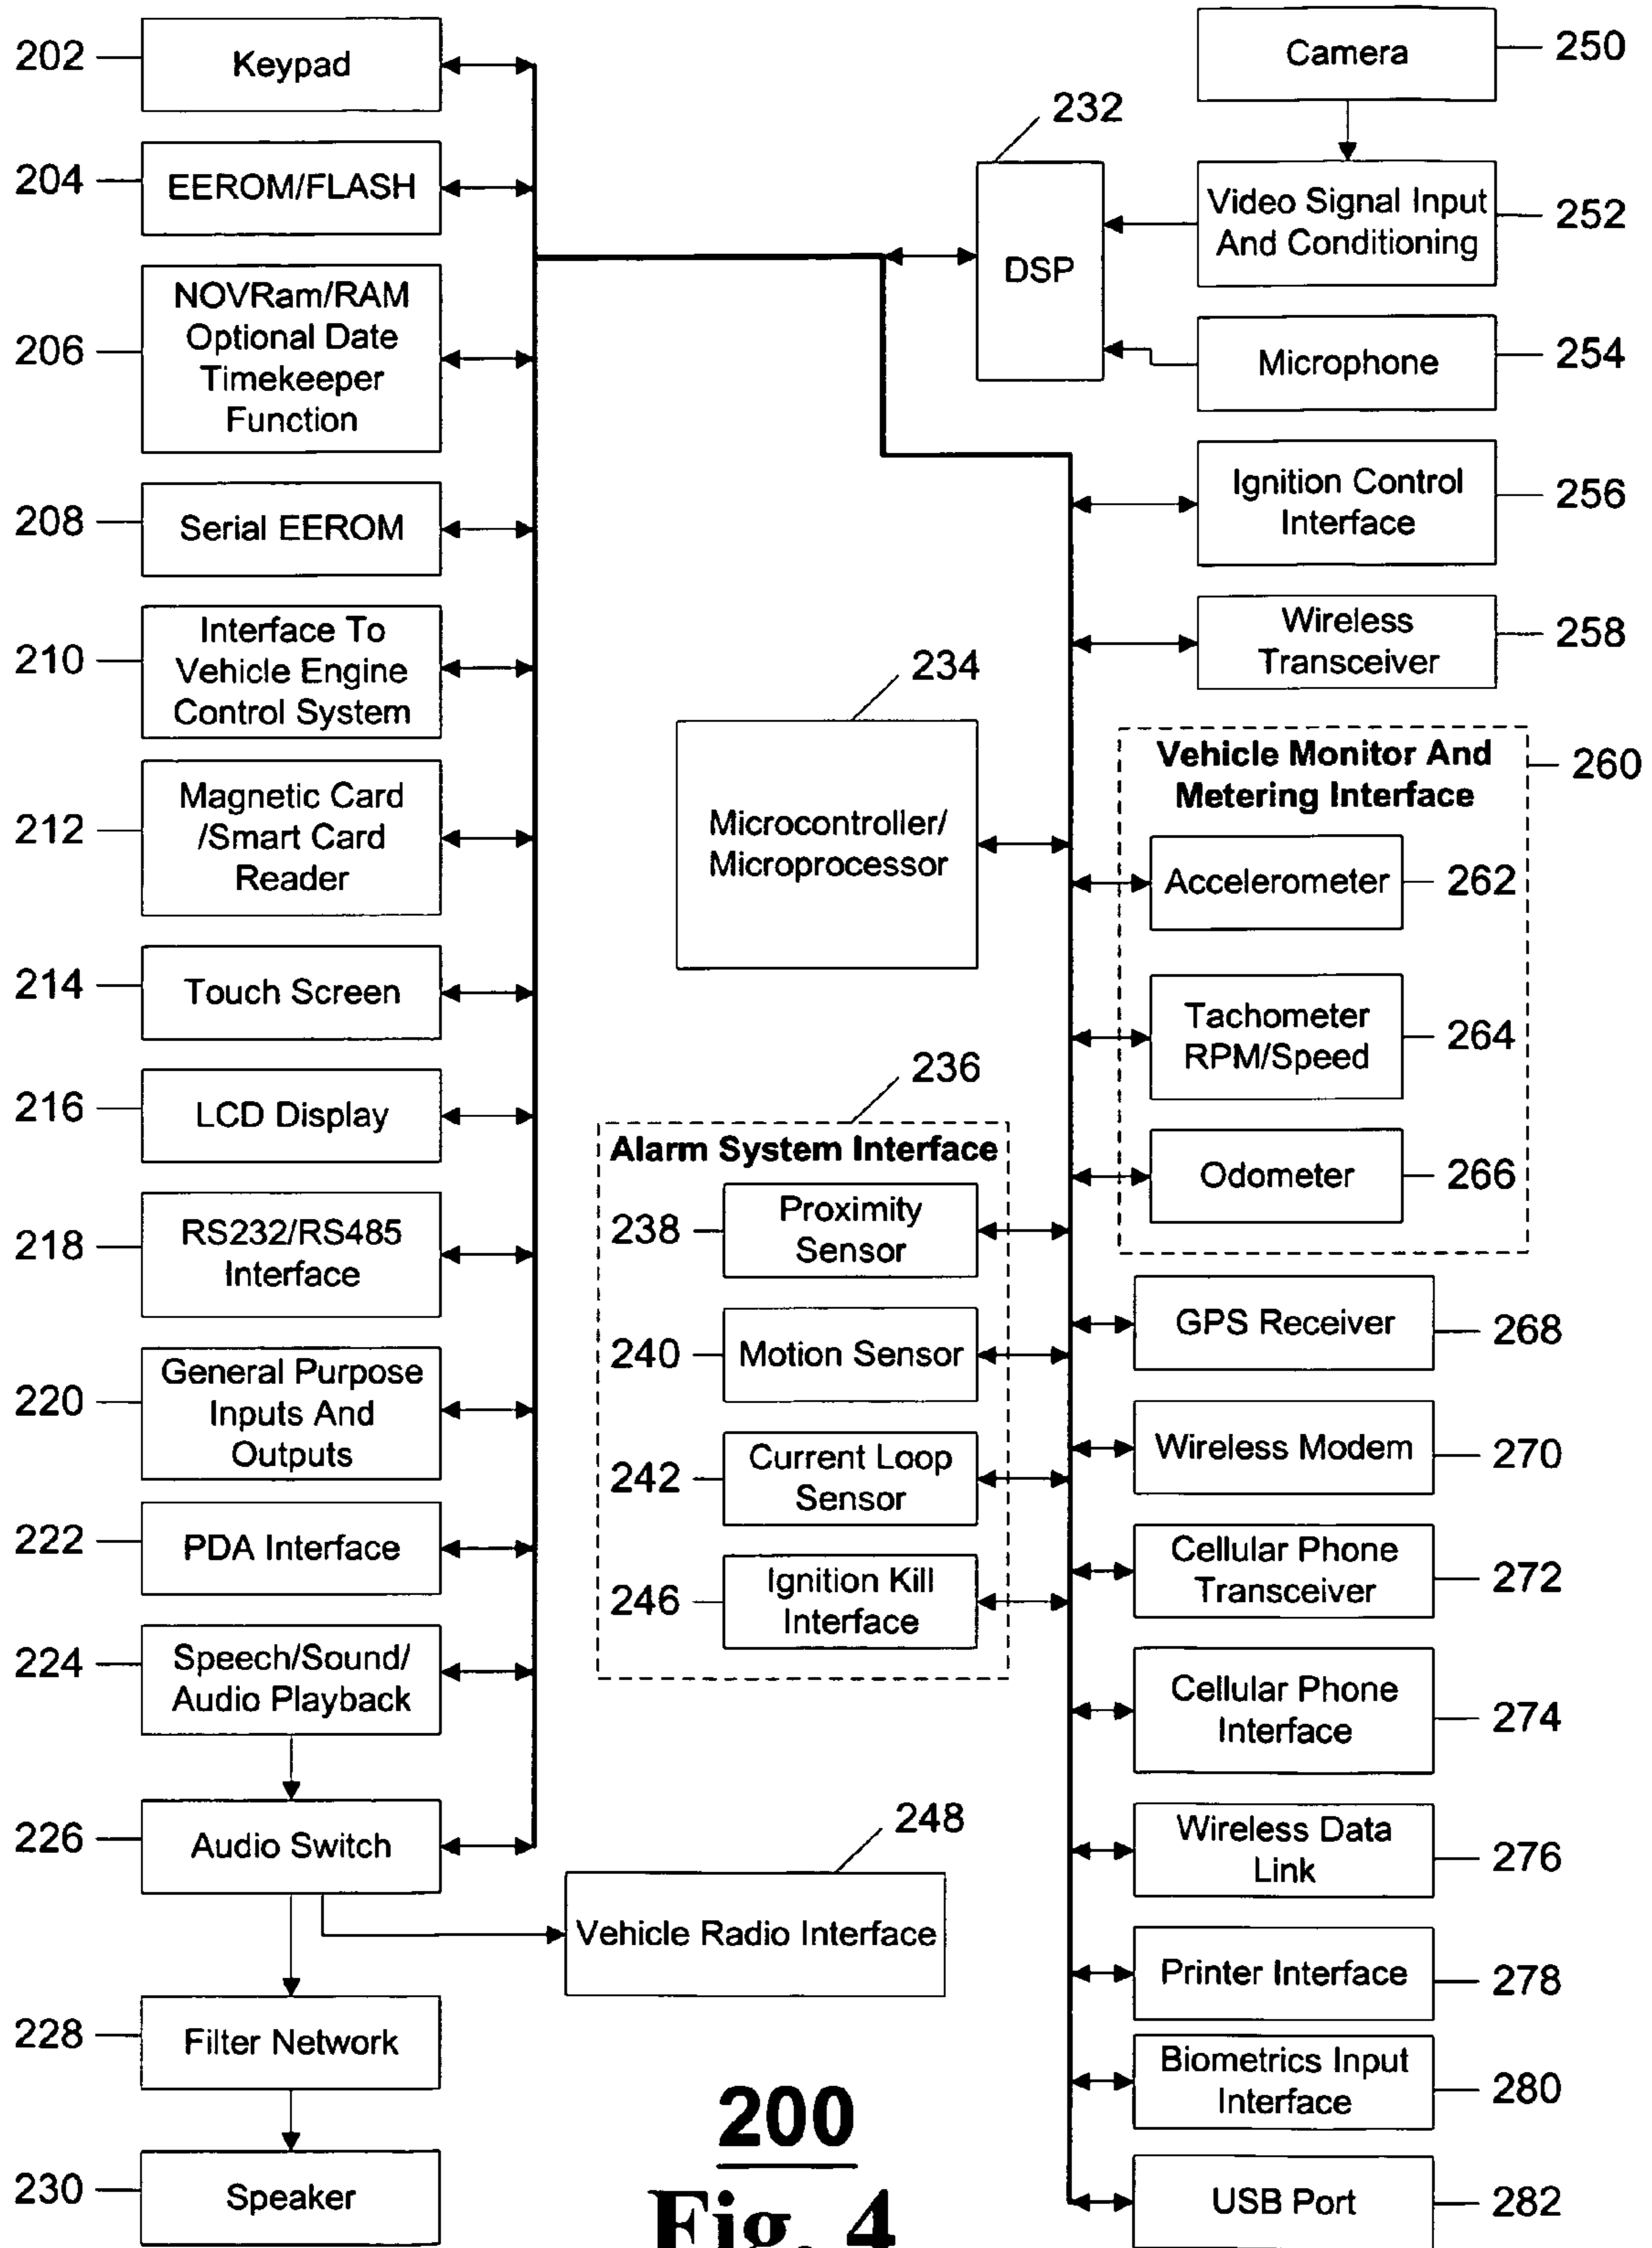 202
Keypad
204
EEROM/FLASH
206
NOVRam/RAM
Optional Date
Timekeeper
Function
208
Serial EEROM
210
Interface To
Vehicle Engine
Control System
212
Magnetic Card
/Smart Card
Reader
214
Touch Screen
216
LCD Display
218
RS232/RS485
Interface
220
General Purpose
Inputs And
Outputs
222
PDA Interface
224
Speech/Sound/
Audio Playback
226
Audio Switch
228
Filter Network
230
Speaker
232
DSP
234
Microcontroller/
Microprocessor
236
Alarm System Interface
238
Proximity
Sensor
240
Motion Sensor
242
Current Loop
Sensor
246
Ignition Kill
Interface
248
Vehicle Radio Interface
Camera
250
Video Signal Input
And Conditioning
252
Microphone
254
Ignition Control
Interface
256
Wireless
Transceiver
258
Vehicle Monitor And
Metering Interface
260
Accelerometer
262
Tachometer
RPM/Speed
264
Odometer
266
GPS Receiver
268
Wireless Modem
270
Cellular Phone
Transceiver
272
Cellular Phone
Interface
274
Wireless Data
Link
276
Printer Interface
278
Biometrics Input
Interface
280
USB Port
282
200
Fig. 4